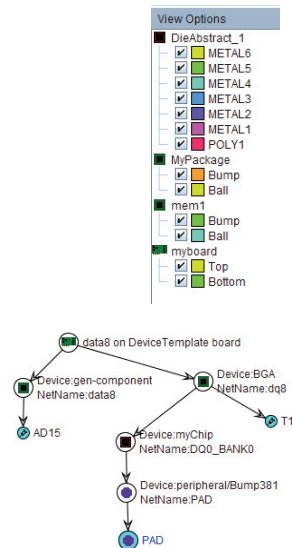 View Options
DieAbstract_1
METAL6
METAL5
METAL4
METAL3
METAL2
METAL1
POLY1
MyPackage
Bump
Ball
mem1
Bump
Ball
myboard
Top
Bottom
data8 on DeviceTemplate board
Device:gen-component
NetName:data8
Device:BGA
NetName:dq8
AD15
T1
Device:myChip
NetName:DQ0_BANK0
Device:peripheral/Bump381
NetName:PAD
PAD